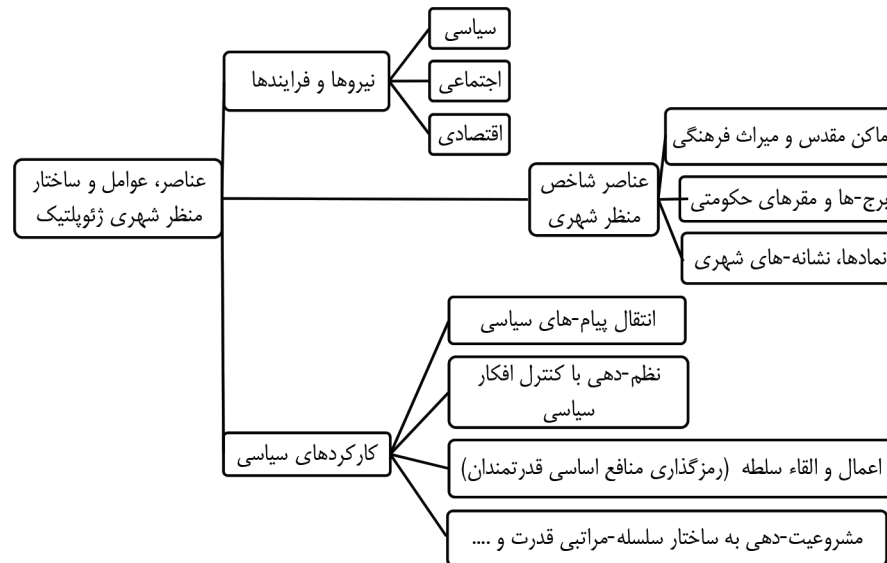 عناصر، عوامل و ساختار
منظر شهری ژئوپلتیک
نیروها و فرایندها
سیاسی
اجتماعی
اقتصادی
عناصر شاخص
منظر شهری
ماکن مقدس و میراث فرهنگی
برج-ها و مقرهای حکومتی
نمادها، نشانه-های شهری
کارکردهای سیاسی
انتقال پیام-های سیاسی
نظم-دهی با کنترل افکار
سیاسی
اعمال و القاء سلطه (رمزگذاری منافع اساسی قدرتمندان)
مشروعیت-دهی به ساختار سلسله-مراتبی قدرت و ....